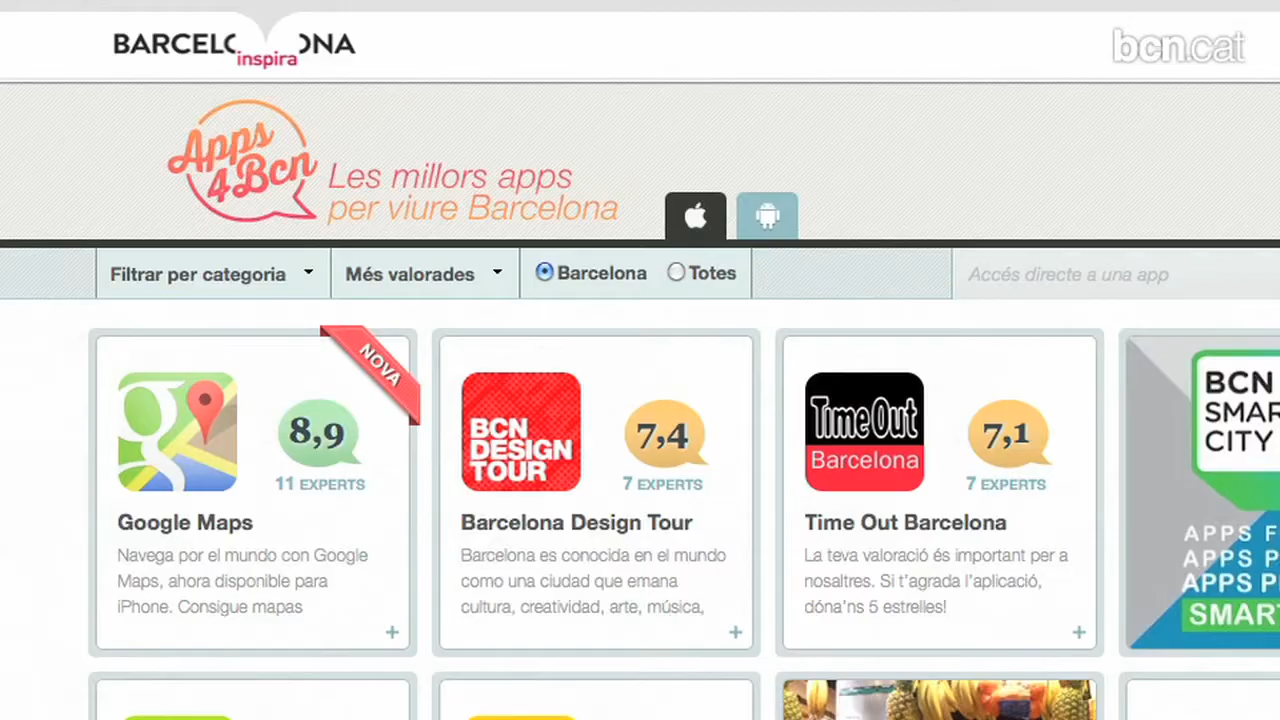 BARCELONA
inspira
bcn.cat
Apps
4Bcn
Les millors apps
per viure Barcelona
Filtrar per categoria
Més valorades
Barcelona
Totes
Accés directe a una app
NOVA
8,9
11 EXPERTS
Google Maps
Navega por el mundo con Google
Maps, ahora disponible para
iPhone. Consigue mapas
+
BCN
DESIGN
TOUR
7,4
7 EXPERTS
Barcelona Design Tour
Barcelona es conocida en el mundo
como una ciudad que emana
cultura, creatividad, arte, música,
+
Time Out
Barcelona
7,1
7 EXPERTS
Time Out Barcelona
La teva valoració és important per a
nosaltres. Si t'agrada l'aplicació,
dóna'ns 5 estrelles!
+
BCN
SMAR
CITY
APPS F
APPS P
APPS P
SMART